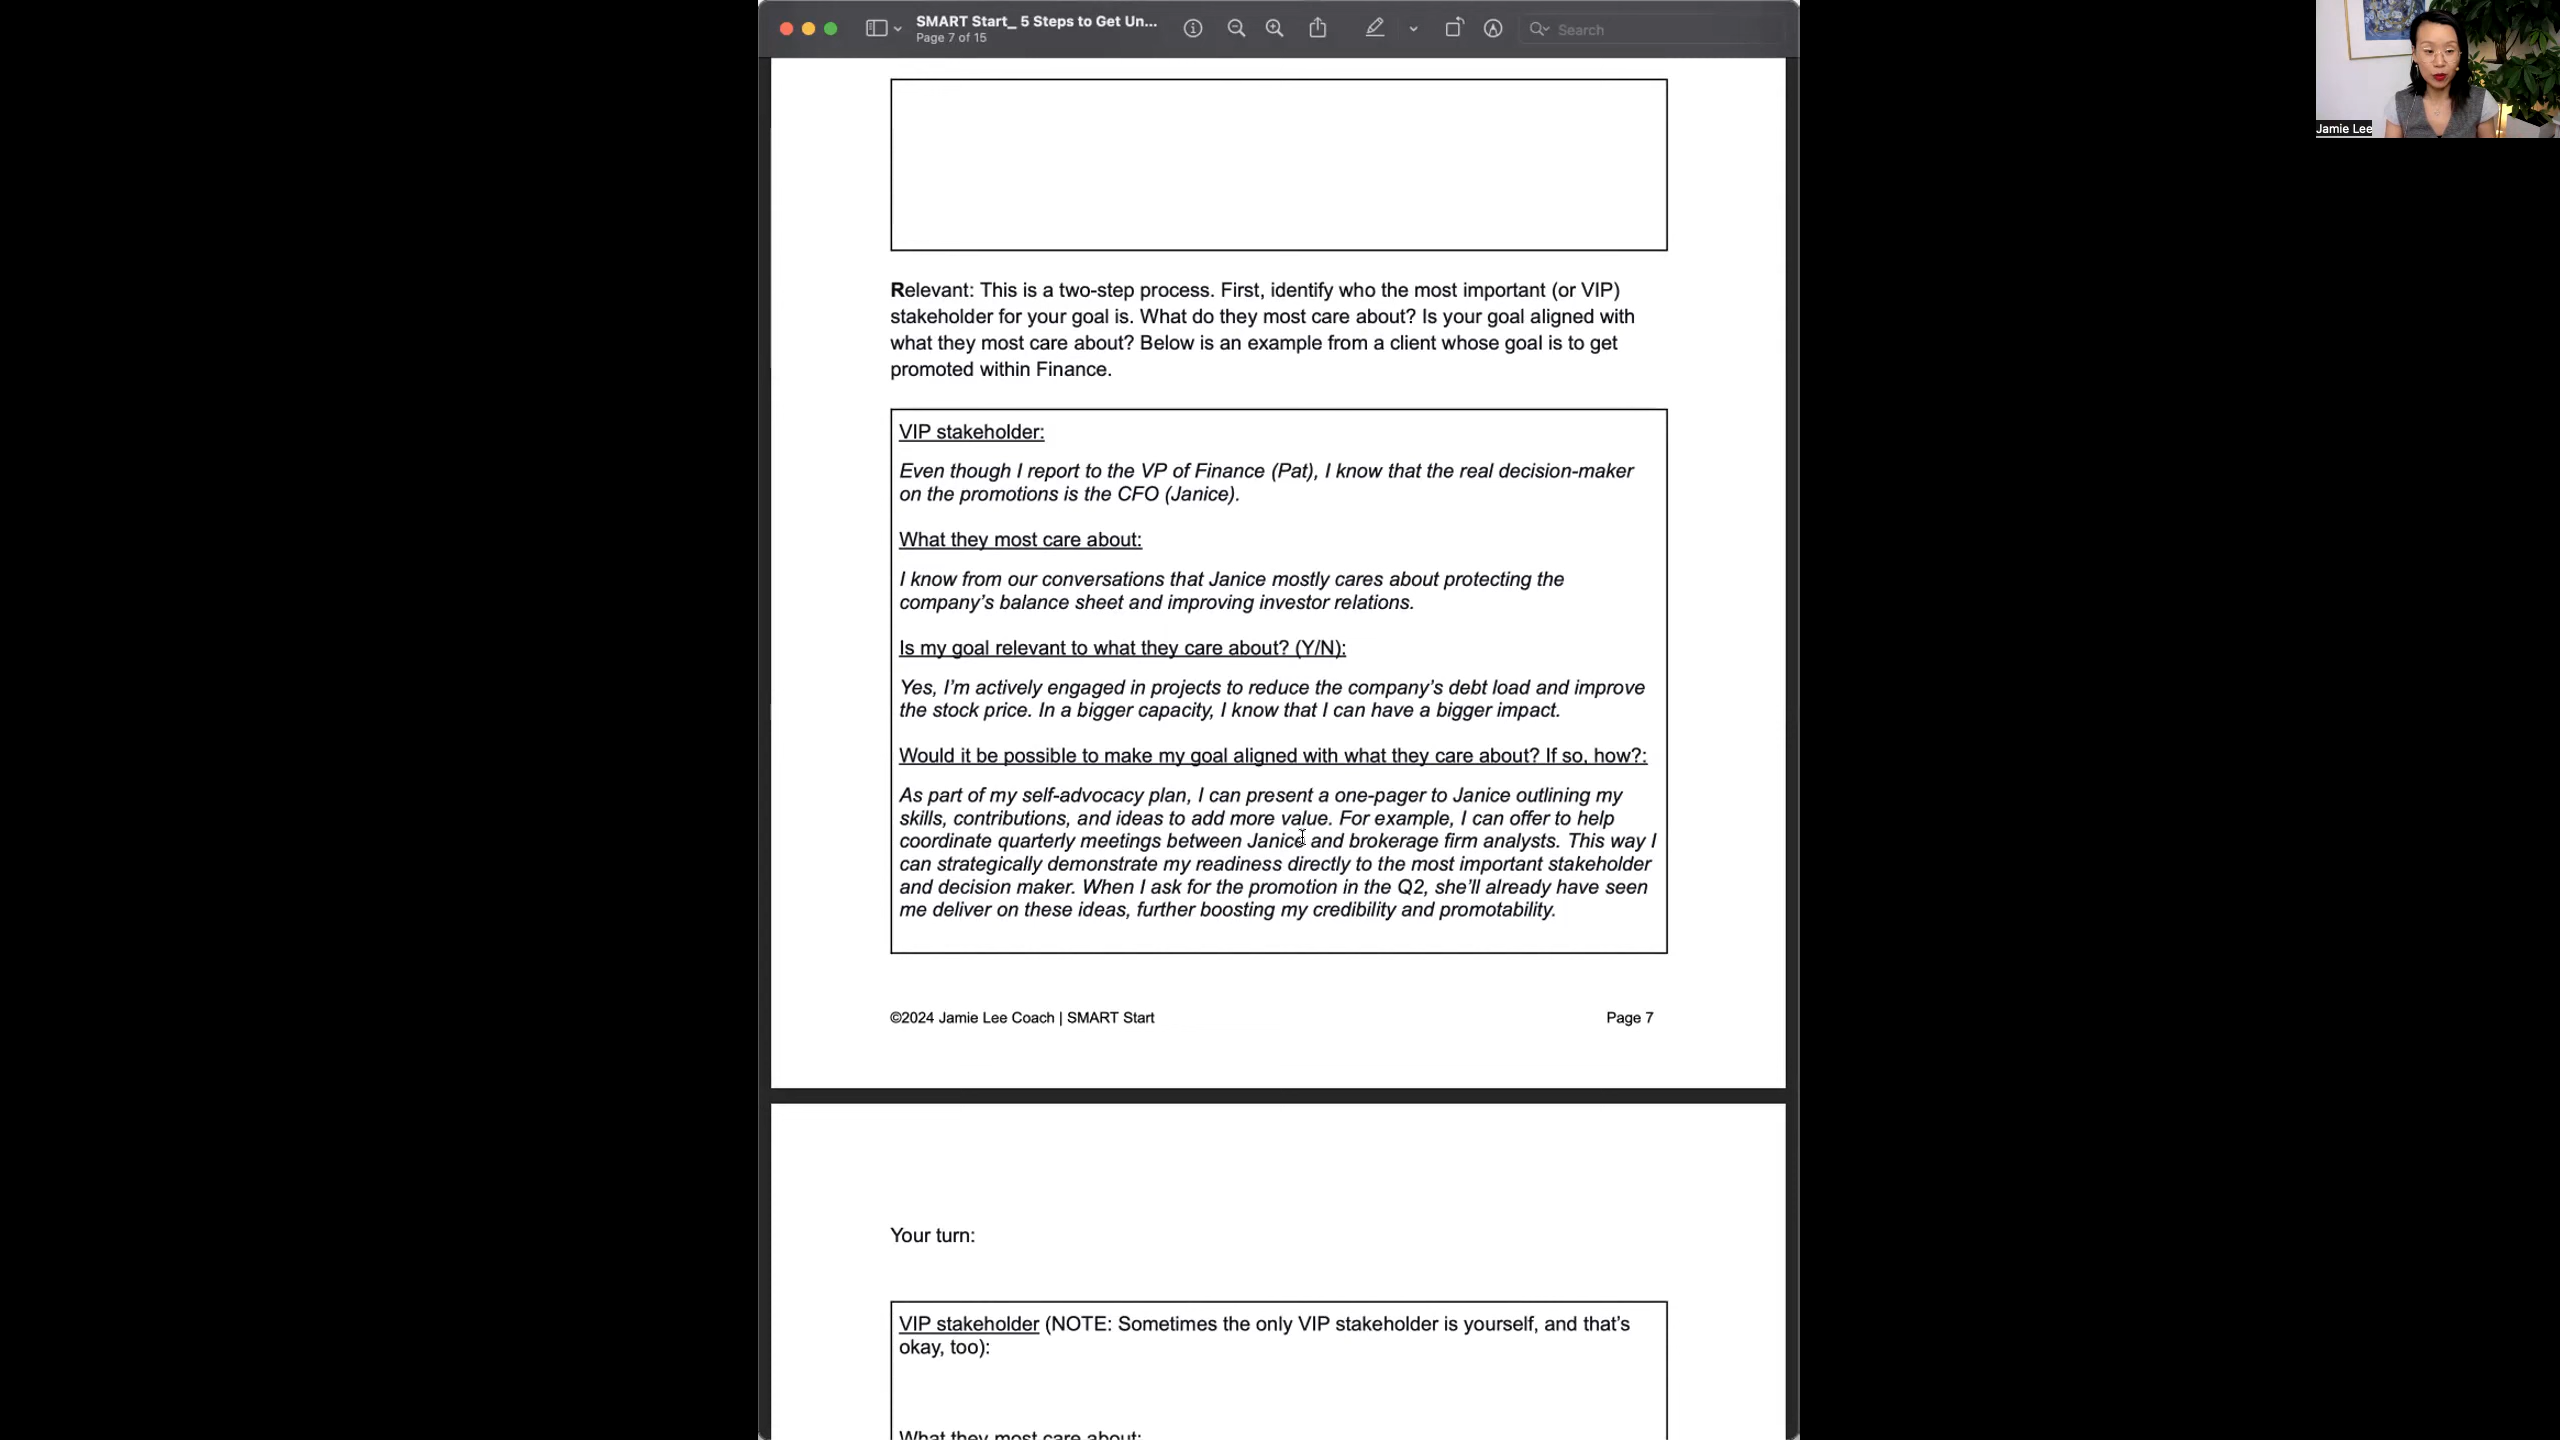 SMART Start_ 5 Steps to Get Un...
Page 7 of 15
Search
Jamie Lee
Relevant: This is a two-step process. First, identify who the most important (or VIP)
stakeholder for your goal is. What do they most care about? Is your goal aligned with
what they most care about? Below is an example from a client whose goal is to get
promoted within Finance.
VIP stakeholder:
Even though I report to the VP of Finance (Pat), I know that the real decision-maker
on the promotions is the CFO (Janice).
What they most care about:
I know from our conversations that Janice mostly cares about protecting the
company’s balance sheet and improving investor relations.
Is my goal relevant to what they care about? (Y/N):
Yes, I’m actively engaged in projects to reduce the company’s debt load and improve
the stock price. In a bigger capacity, I know that I can have a bigger impact.
Would it be possible to make my goal aligned with what they care about? If so, how?:
As part of my self-advocacy plan, I can present a one-pager to Janice outlining my
skills, contributions, and ideas to add more value. For example, I can offer to help
coordinate quarterly meetings between Janice and brokerage firm analysts. This way I
can strategically demonstrate my readiness directly to the most important stakeholder
and decision maker. When I ask for the promotion in the Q2, she’ll already have seen
me deliver on these ideas, further boosting my credibility and promotability.
©2024 Jamie Lee Coach | SMART Start
Page 7
Your turn:
VIP stakeholder (NOTE: Sometimes the only VIP stakeholder is yourself, and that’s
okay, too):
What they most care about: